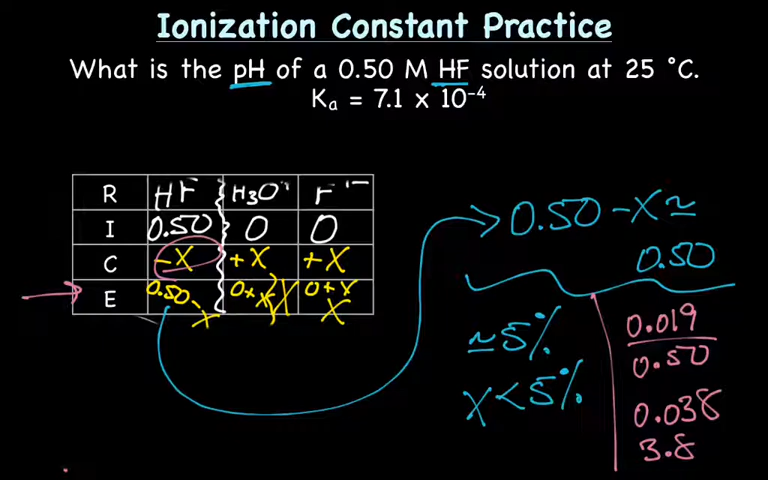 Ionization Constant Practice
What is the pH of a 0.50 M HF solution at 25 °C.
Ka = 7.1 x 10⁻⁴
R HF H₃O⁺ F⁻
I 0.50 0 0
C -X +X +X
E 0.50-X 0+X X 0+X X
0.50-X≃
0.50
≃5%
X<5%
0.019
0.50
0.038
3.8